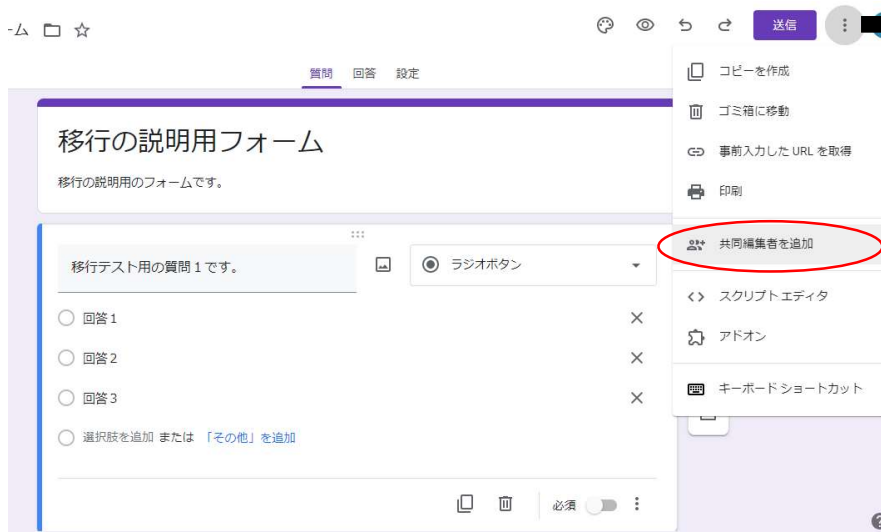 -ム
送信
質問 回答 設定
移行の説明用フォーム
移行の説明用のフォームです。
移行テスト用の質問1です。
ラジオボタン
回答1
回答2
回答3
選択肢を追加 または 「その他」を追加
必須
コピーを作成
ゴミ箱に移動
事前入力した URL を取得
印刷
共同編集者を追加
スクリプト エディタ
アドオン
キーボード ショートカット